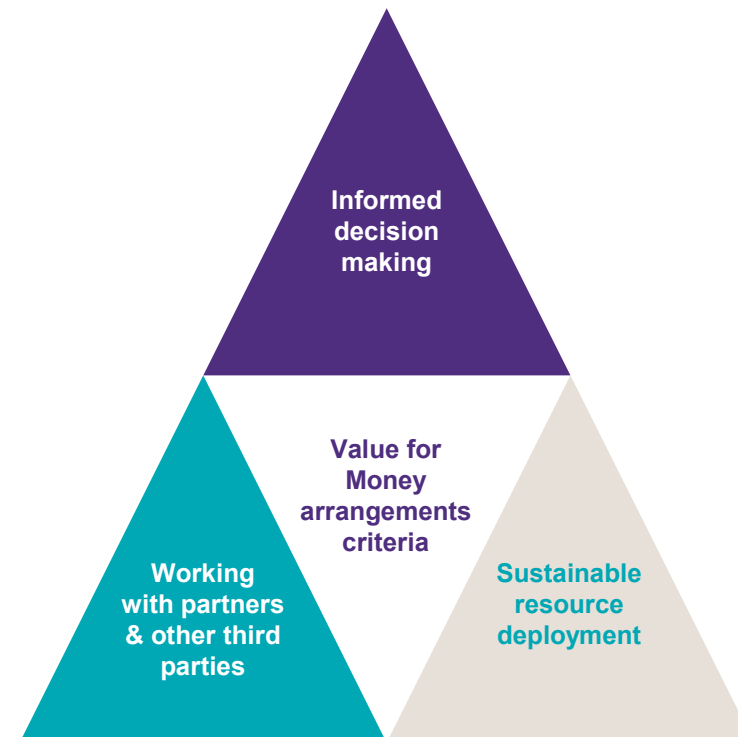 Informed
decision
making
Value for
Money
arrangements
criteria
Working
with partners
& other third
parties
Sustainable
resource
deployment